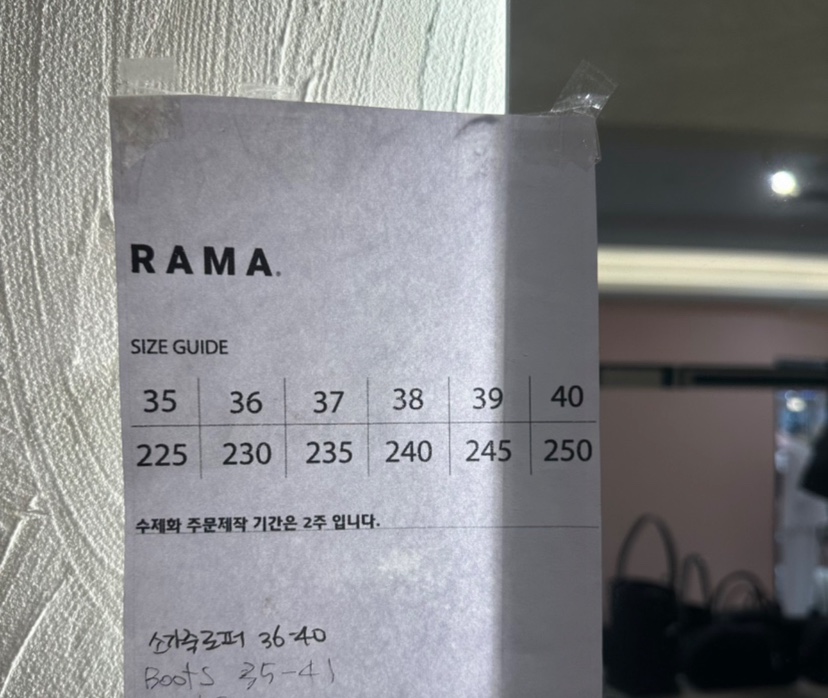 RAMA.
SIZE GUIDE
35 36 37 38 39 40
225 230 235 240 245 250
수제화 주문제작 기간은 2주 입니다.
소가죽로퍼 36-40
Boots 35-41